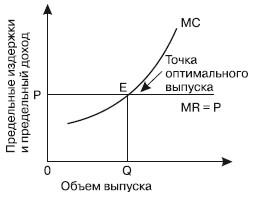 Предельные издержки
и предельный доход
MC
Точка
оптимального
выпуска
E
P
MR = P
0
Q
Объем выпуска